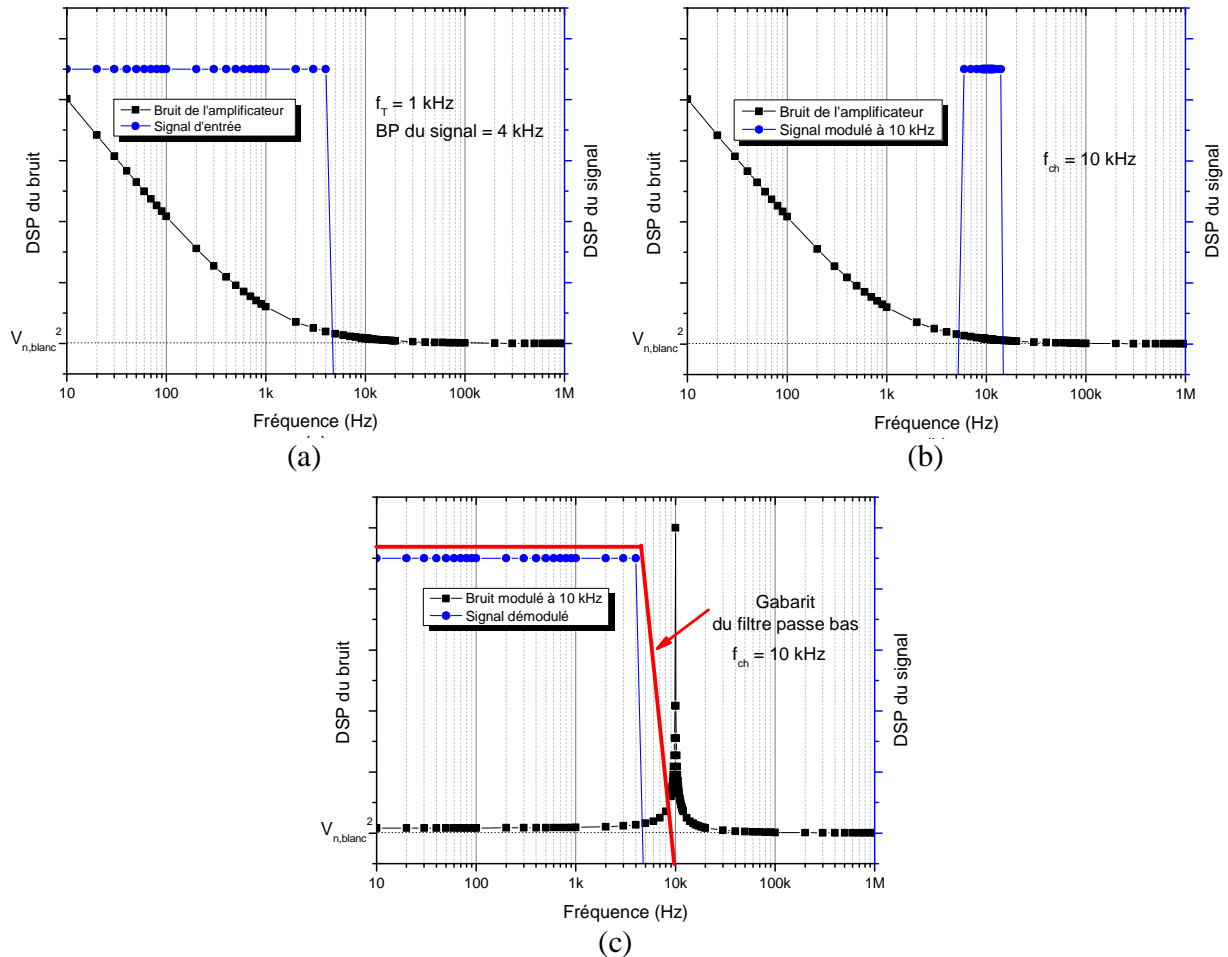 DSP du bruit
Bruit de l'amplificateur
Signal d'entrée
f_T = 1 kHz
BP du signal = 4 kHz
DSP du signal
V_n,blanc^2
10 100 1k 10k 100k 1M
Fréquence (Hz)
(a)
DSP du bruit
Bruit de l'amplificateur
Signal modulé à 10 kHz
f_ch = 10 kHz
DSP du signal
V_n,blanc^2
10 100 1k 10k 100k 1M
Fréquence (Hz)
(b)
DSP du bruit
Bruit modulé à 10 kHz
Signal démodulé
Gabarit
du filtre passe bas
f_ch = 10 kHz
DSP du signal
V_n,blanc^2
10 100 1k 10k 100k 1M
Fréquence (Hz)
(c)